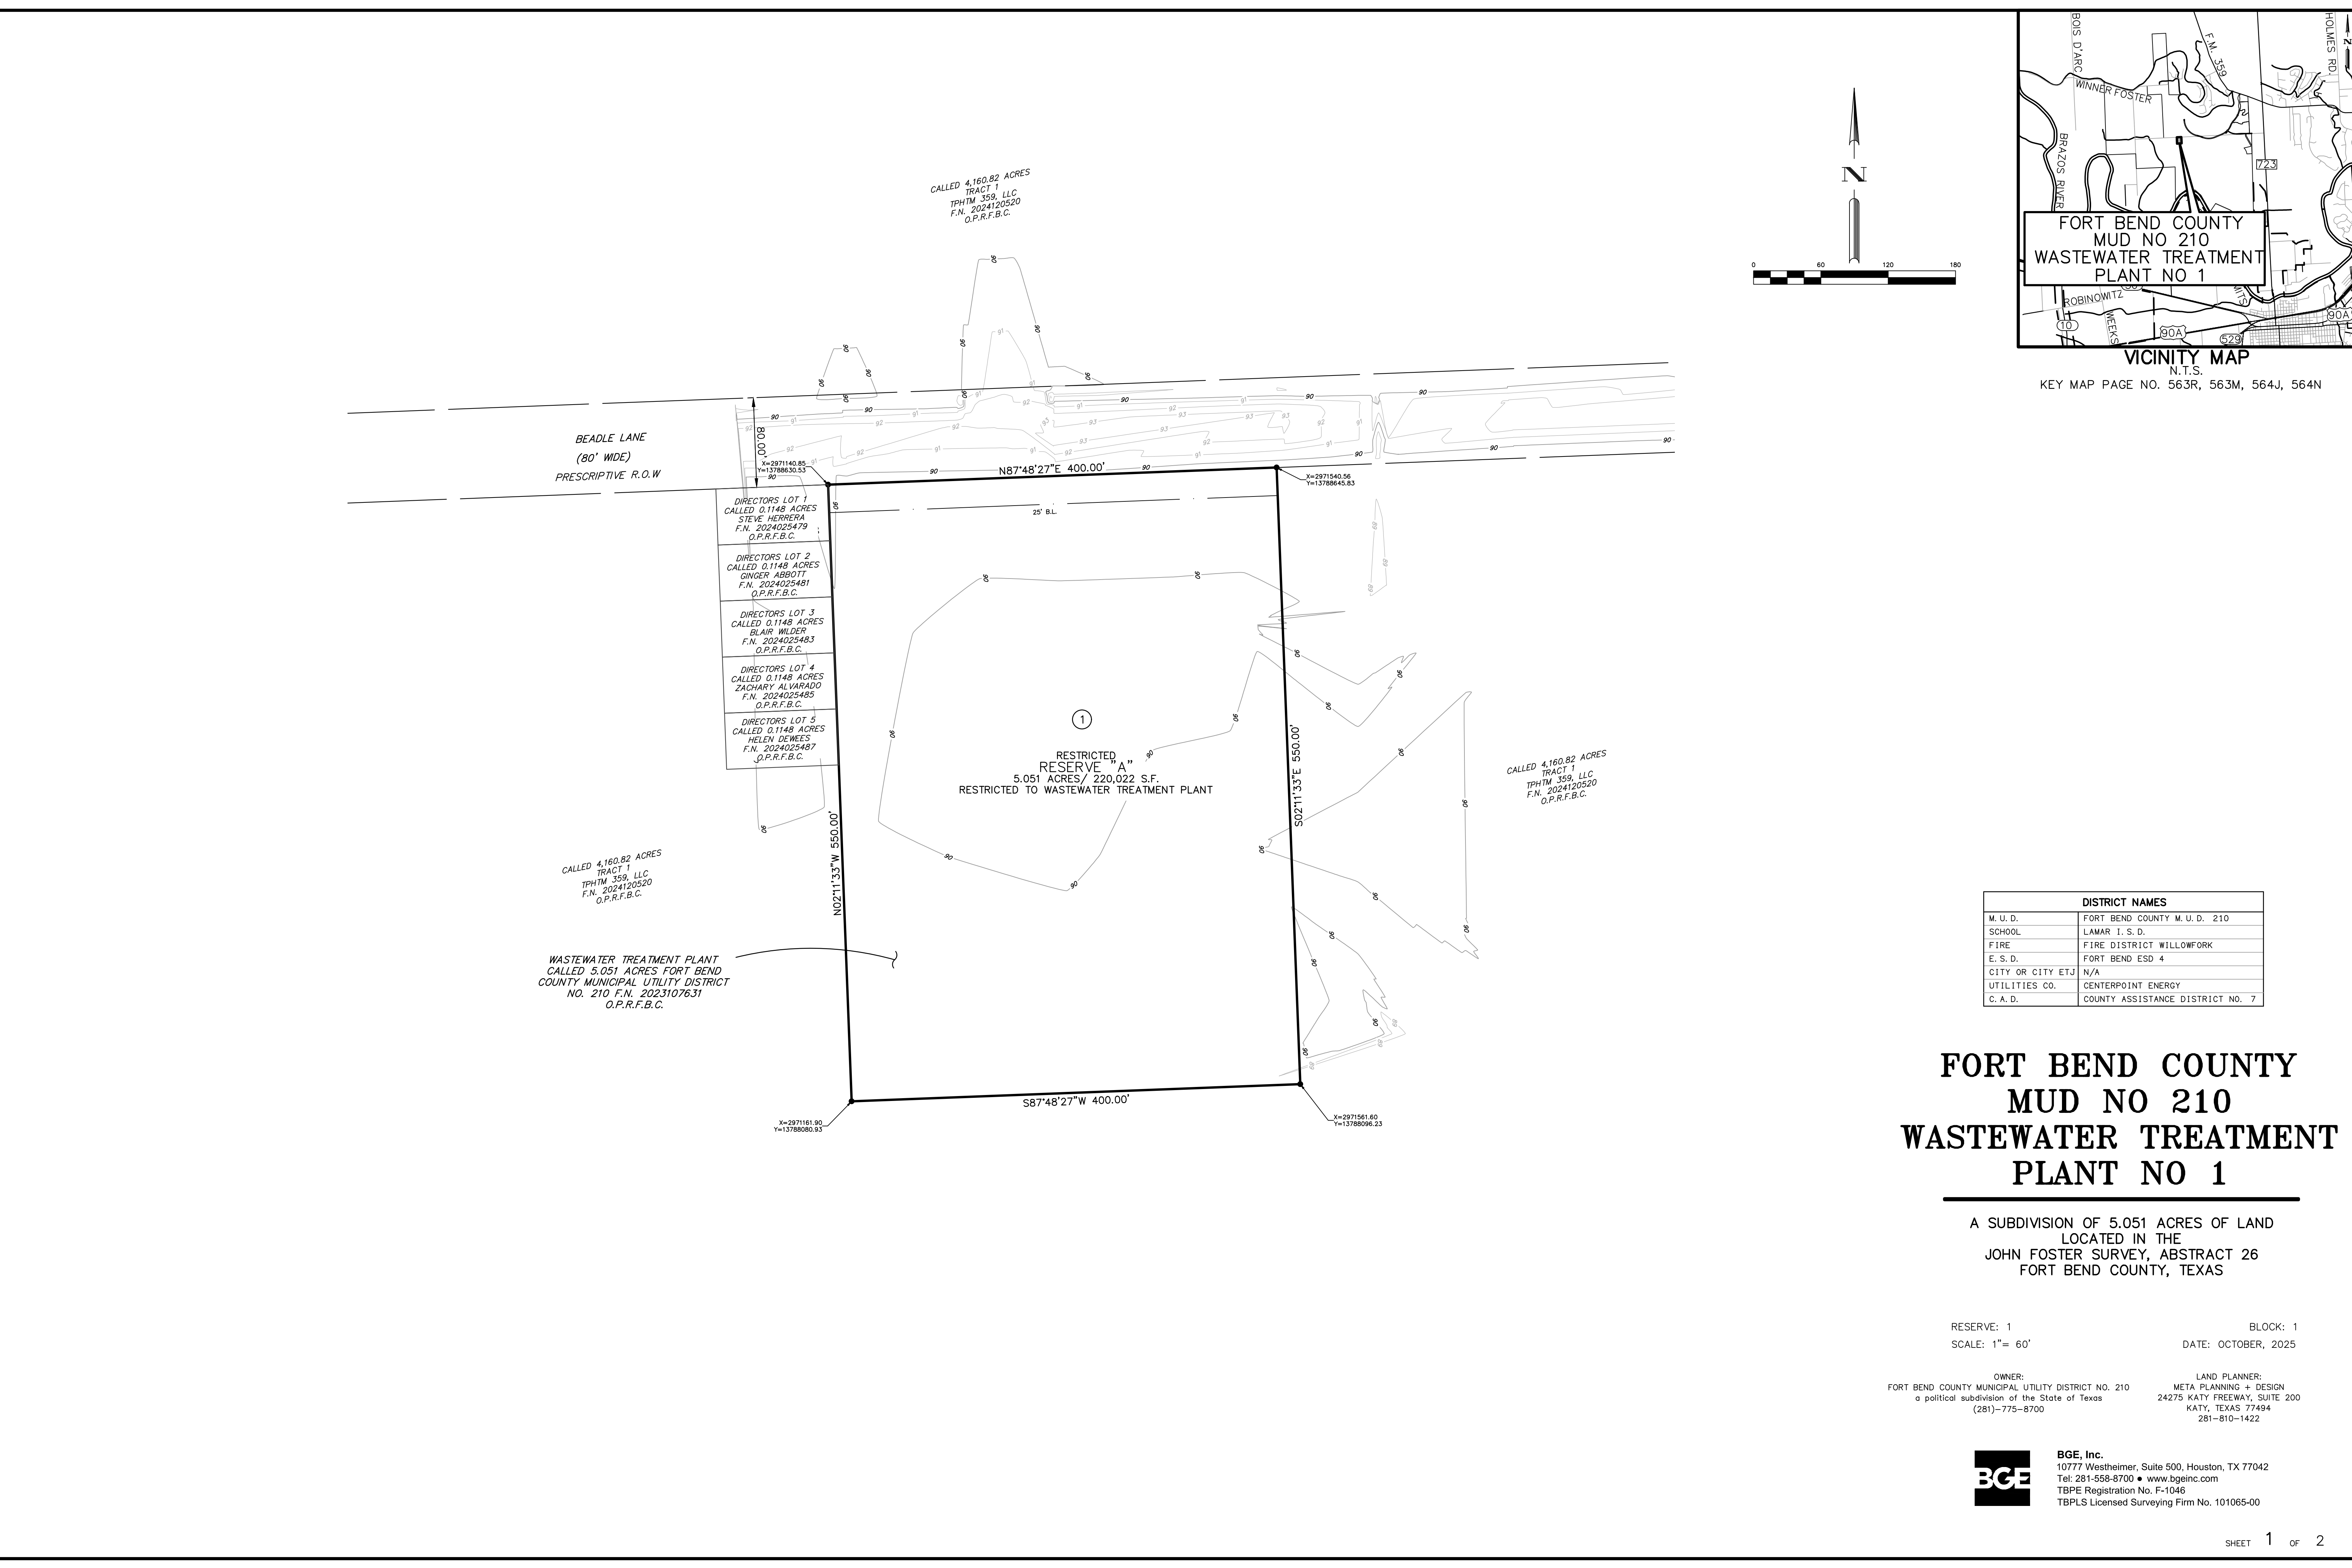 BOIS D'ARC
WINNER FOSTER
F.M. 359
HOLMES RD.
N
BRAZOS RIVER
723
FORT BEND COUNTY
MUD NO 210
WASTEWATER TREATMENT
PLANT NO 1
ROBINOWITZ
WEEKS
10
90A
529
90A
VICINITY MAP
N.T.S.
KEY MAP PAGE NO. 563R, 563M, 564J, 564N
N
0 60 120 180
CALLED 4,160.82 ACRES
TRACT 1
TPHTM 359, LLC
F.N. 2024120520
O.P.R.F.B.C.
BEADLE LANE
(80' WIDE)
PRESCRIPTIVE R.O.W
80.00'
X=2971140.85
Y=13788630.53
N87°48'27"E 400.00'
X=2971540.56
Y=13788645.83
25' B.L.
DIRECTORS LOT 1
CALLED 0.1148 ACRES
STEVE HERRERA
F.N. 2024025479
O.P.R.F.B.C.
DIRECTORS LOT 2
CALLED 0.1148 ACRES
GINGER ABBOTT
F.N. 2024025481
O.P.R.F.B.C.
DIRECTORS LOT 3
CALLED 0.1148 ACRES
BLAIR WILDER
F.N. 2024025483
O.P.R.F.B.C.
DIRECTORS LOT 4
CALLED 0.1148 ACRES
ZACHARY ALVARADO
F.N. 2024025485
O.P.R.F.B.C.
DIRECTORS LOT 5
CALLED 0.1148 ACRES
HELEN DEWEES
F.N. 2024025487
O.P.R.F.B.C.
1
RESTRICTED
RESERVE "A"
5.051 ACRES/ 220,022 S.F.
RESTRICTED TO WASTEWATER TREATMENT PLANT
N02°11'33"W 550.00'
S02°11'33"E 550.00'
CALLED 4,160.82 ACRES
TRACT 1
TPHTM 359, LLC
F.N. 2024120520
O.P.R.F.B.C.
CALLED 4,160.82 ACRES
TRACT 1
TPHTM 359, LLC
F.N. 2024120520
O.P.R.F.B.C.
WASTEWATER TREATMENT PLANT
CALLED 5.051 ACRES FORT BEND
COUNTY MUNICIPAL UTILITY DISTRICT
NO. 210 F.N. 2023107631
O.P.R.F.B.C.
S87°48'27"W 400.00'
X=2971161.90
Y=13788080.93
X=2971561.60
Y=13788096.23
DISTRICT NAMES
M.U.D. FORT BEND COUNTY M.U.D. 210
SCHOOL LAMAR I.S.D.
FIRE FIRE DISTRICT WILLOWFORK
E.S.D. FORT BEND ESD 4
CITY OR CITY ETJ N/A
UTILITIES CO. CENTERPOINT ENERGY
C.A.D. COUNTY ASSISTANCE DISTRICT NO. 7
FORT BEND COUNTY
MUD NO 210
WASTEWATER TREATMENT
PLANT NO 1
A SUBDIVISION OF 5.051 ACRES OF LAND
LOCATED IN THE
JOHN FOSTER SURVEY, ABSTRACT 26
FORT BEND COUNTY, TEXAS
RESERVE: 1 BLOCK: 1
SCALE: 1"= 60' DATE: OCTOBER, 2025
OWNER:
FORT BEND COUNTY MUNICIPAL UTILITY DISTRICT NO. 210
a political subdivision of the State of Texas
(281)-775-8700
LAND PLANNER:
META PLANNING + DESIGN
24275 KATY FREEWAY, SUITE 200
KATY, TEXAS 77494
281-810-1422
BGE
BGE, Inc.
10777 Westheimer, Suite 500, Houston, TX 77042
Tel: 281-558-8700 ● www.bgeinc.com
TBPE Registration No. F-1046
TBPLS Licensed Surveying Firm No. 101065-00
SHEET 1 OF 2